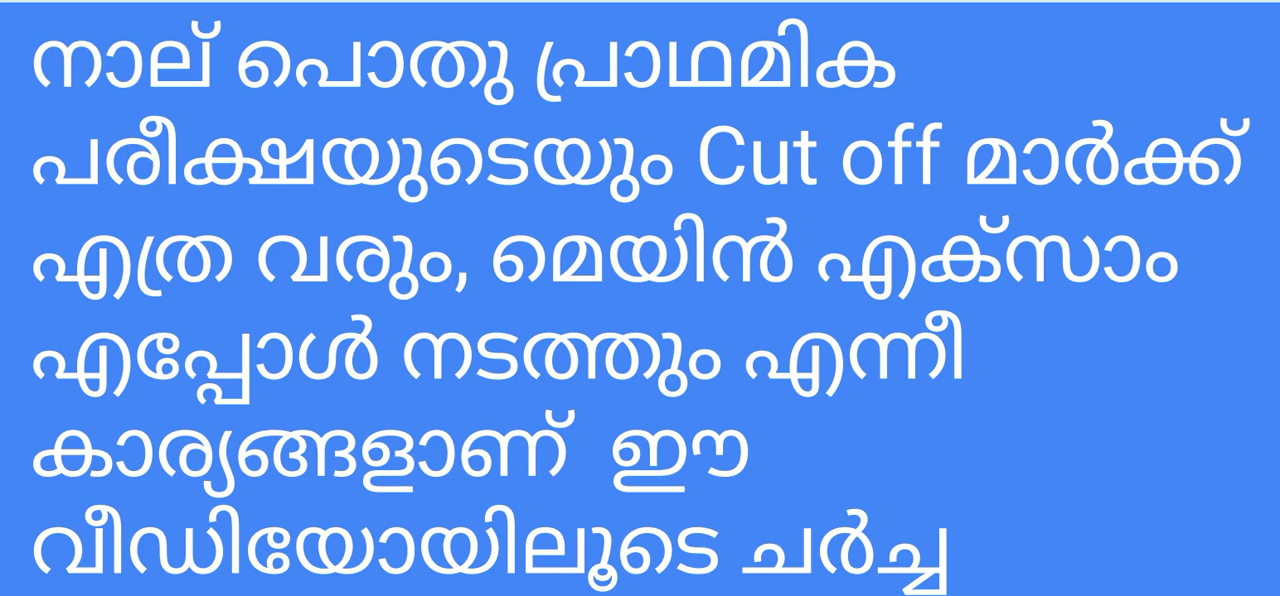 നാല് പൊതു പ്രാഥമിക
പരീക്ഷയുടെയും Cut off മാർക്ക്
എത്ര വരും, മെയിൻ എക്സാം
എപ്പോൾ നടത്തും എന്നീ
കാര്യങ്ങളാണ് ഈ
വീഡിയോയിലൂടെ ചർച്ച